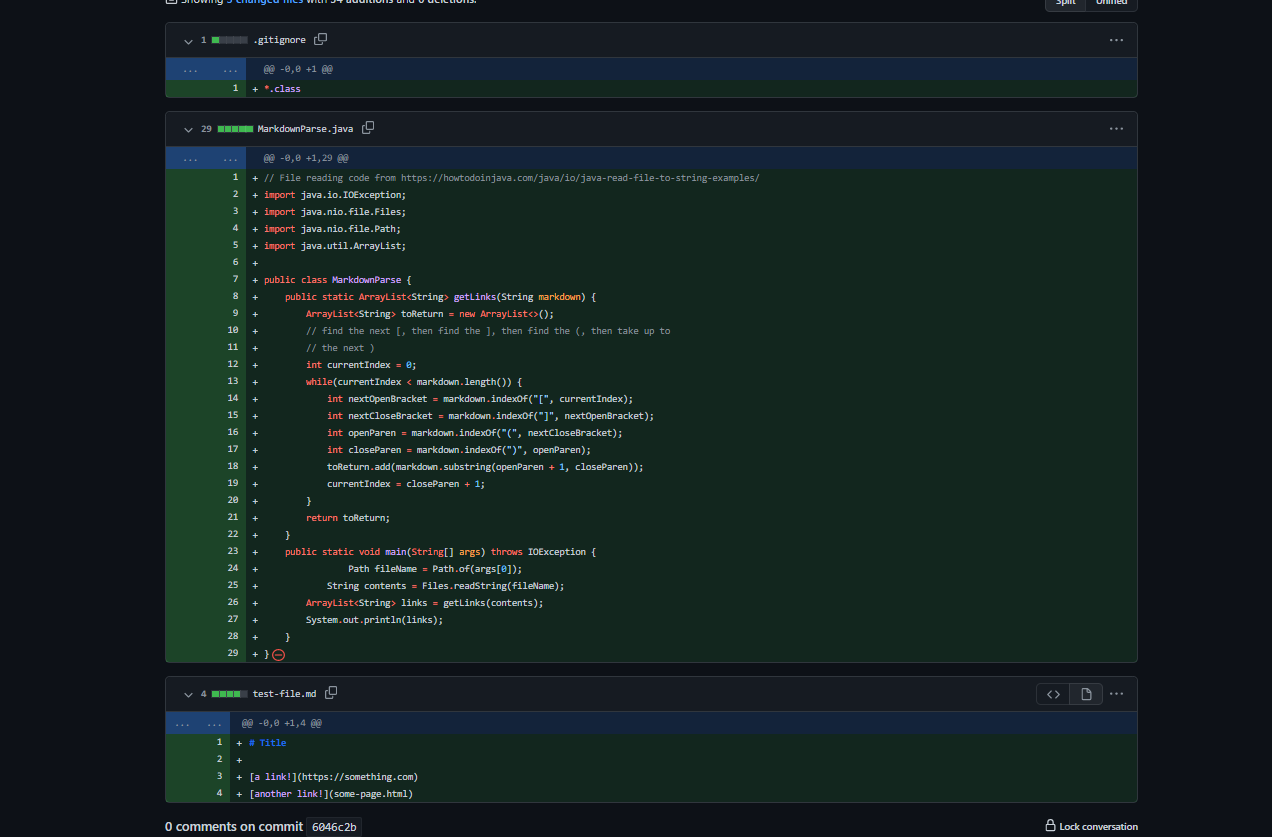 Showing 3 changed files with 34 additions and 0 deletions.
Split Unified
1 .gitignore
... ... @@ -0,0 +1 @@
1 + *.class
29 MarkdownParse.java
... ... @@ -0,0 +1,29 @@
1 + // File reading code from https://howtodoinjava.com/java/io/java-read-file-to-string-examples/
2 + import java.io.IOException;
3 + import java.nio.file.Files;
4 + import java.nio.file.Path;
5 + import java.util.ArrayList;
6 +
7 + public class MarkdownParse {
8 +     public static ArrayList<String> getLinks(String markdown) {
9 +         ArrayList<String> toReturn = new ArrayList<>();
10 +         // find the next [, then find the ], then find the (, then take up to
11 +         // the next )
12 +         int currentIndex = 0;
13 +         while(currentIndex < markdown.length()) {
14 +             int nextOpenBracket = markdown.indexOf("[", currentIndex);
15 +             int nextCloseBracket = markdown.indexOf("]", nextOpenBracket);
16 +             int openParen = markdown.indexOf("(", nextCloseBracket);
17 +             int closeParen = markdown.indexOf(")", openParen);
18 +             toReturn.add(markdown.substring(openParen + 1, closeParen));
19 +             currentIndex = closeParen + 1;
20 +         }
21 +         return toReturn;
22 +     }
23 +     public static void main(String[] args) throws IOException {
24 +                 Path fileName = Path.of(args[0]);
25 +             String contents = Files.readString(fileName);
26 +         ArrayList<String> links = getLinks(contents);
27 +         System.out.println(links);
28 +     }
29 + }
4 test-file.md
... ... @@ -0,0 +1,4 @@
1 + # Title
2 +
3 + [a link!](https://something.com)
4 + [another link!](some-page.html)
0 comments on commit 6046c2b
Lock conversation